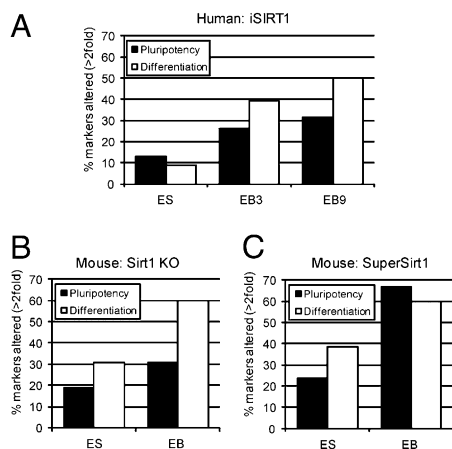 A
Human: iSIRT1
% markers altered (>2fold)
70
60
50
40
30
20
10
0
Pluripotency
Differentiation
ES EB3 EB9
B
Mouse: Sirt1 KO
% markers altered (>2fold)
70
60
50
40
30
20
10
0
Pluripotency
Differentiation
ES EB
C
Mouse: SuperSirt1
% markers altered (>2fold)
70
60
50
40
30
20
10
0
Pluripotency
Differentiation
ES EB